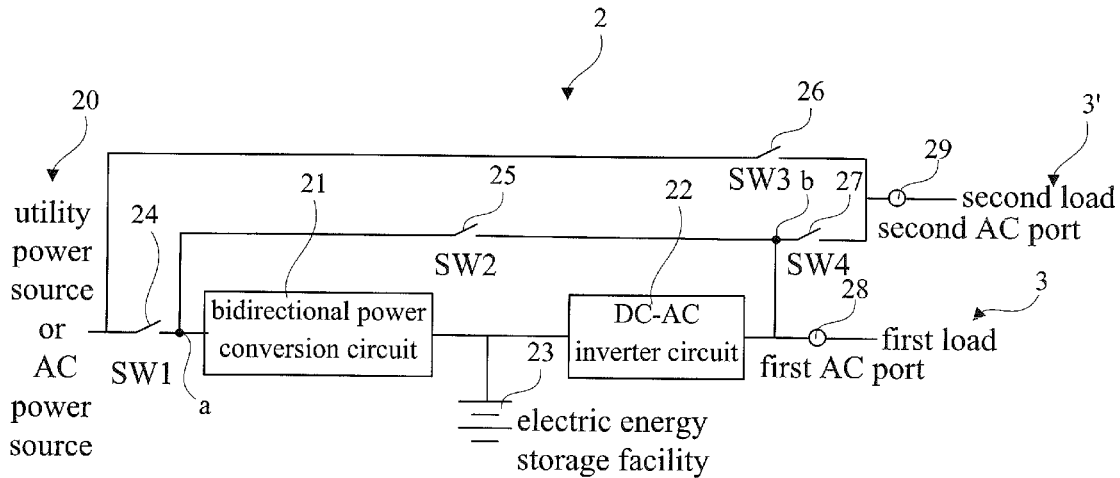 2
20
26
3'
29
SW3
b
27
second load
second AC port
utility
power
source
or
AC
power
source
24
21
25
22
SW2
SW4
28
3
bidirectional power
conversion circuit
DC-AC
inverter circuit
first load
first AC port
SW1
a
23
electric energy
storage facility